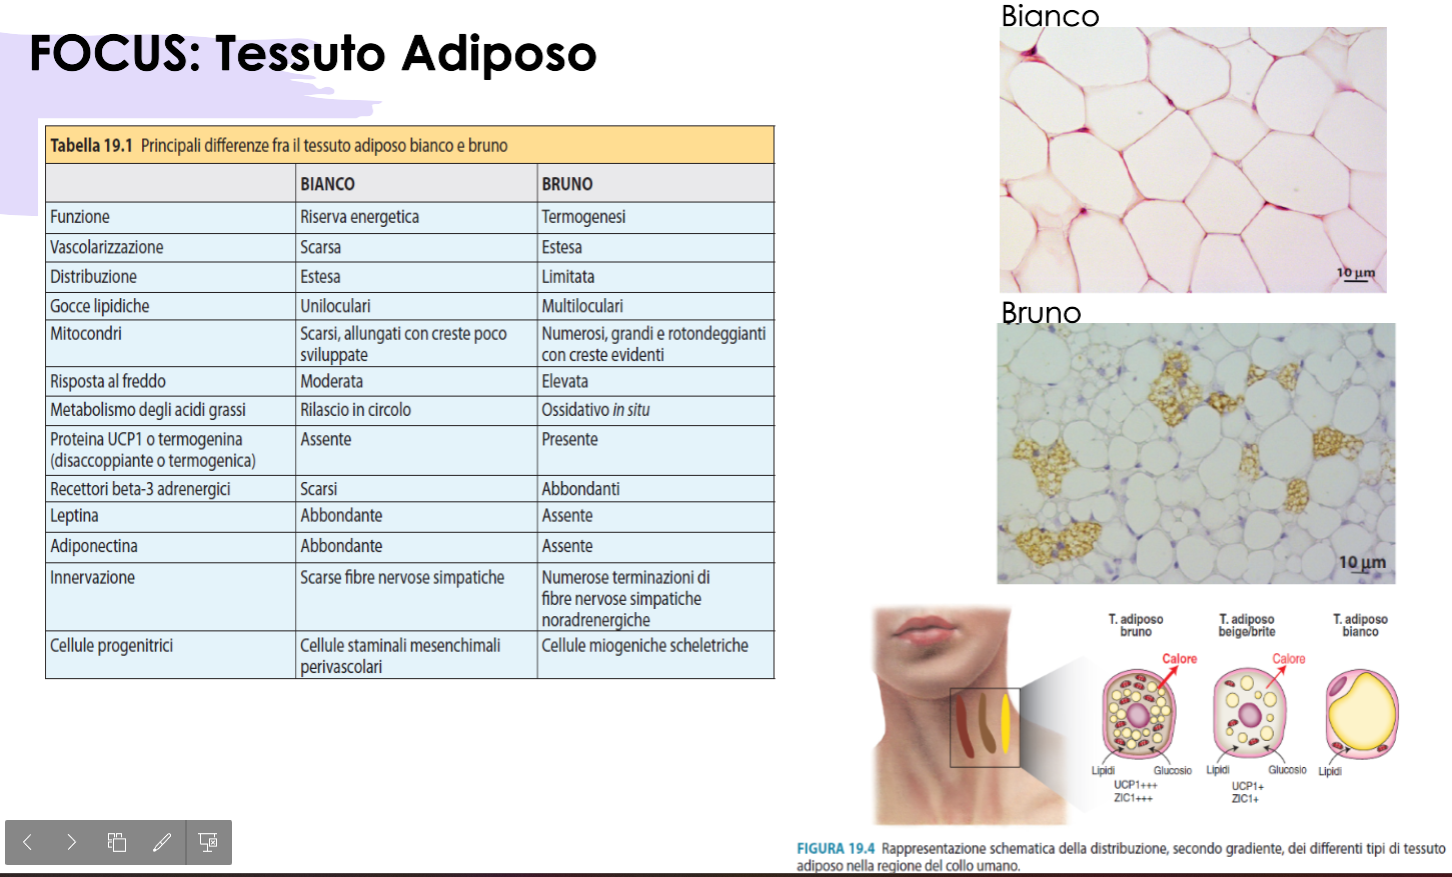 FOCUS: Tessuto Adiposo
Tabella 19.1 Principali differenze fra il tessuto adiposo bianco e bruno
BIANCO BRUNO
Funzione Riserva energetica Termogenesi
Vascolarizzazione Scarsa Estesa
Distribuzione Estesa Limitata
Gocce lipidiche Uniloculari Multiloculari
Mitocondri Scarsi, allungati con creste poco Numerosi, grandi e rotondeggianti
sviluppate con creste evidenti
Risposta al freddo Moderata Elevata
Metabolismo degli acidi grassi Rilascio in circolo Ossidativo in situ
Proteina UCP1 o termogenina Assente Presente
(disaccoppiante o termogenica)
Recettori beta-3 adrenergici Scarsi Abbondanti
Leptina Abbondante Assente
Adiponectina Abbondante Assente
Innervazione Scarse fibre nervose simpatiche Numerose terminazioni di
fibre nervose simpatiche
noradrenergiche
Cellule progenitrici Cellule staminali mesenchimali Cellule miogeniche scheletriche
perivascolari
Bianco
10 µm
Bruno
10 µm
T. adiposo T. adiposo T. adiposo
bruno beige/brite bianco
Calore Calore
Lipidi Glucosio Lipidi Glucosio Lipidi
UCP1+++ UCP1+
ZIC1+++ ZIC1+
FIGURA 19.4 Rappresentazione schematica della distribuzione, secondo gradiente, dei differenti tipi di tessuto
adiposo nella regione del collo umano.